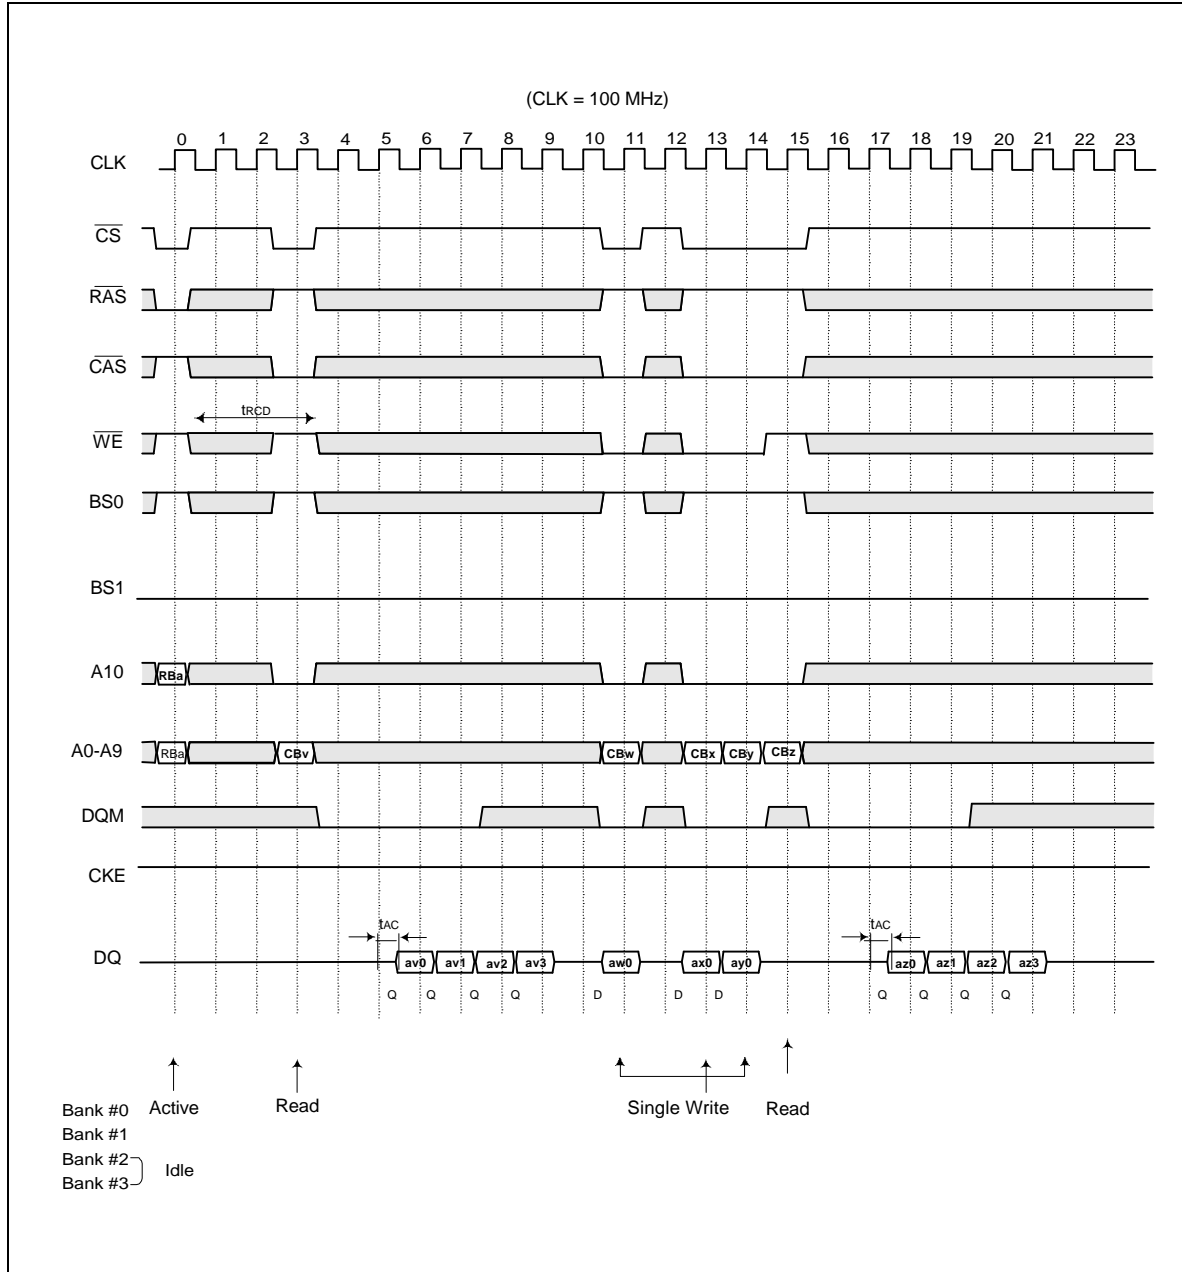 (CLK = 100 MHz)
0 1 2 3 4 5 6 7 8 9 10 11 12 13 14 15 16 17 18 19 20 21 22 23
CLK
CS
RAS
CAS
tRCD
WE
BS0
BS1
A10 RBa
A0-A9 RBa CBv CBw CBx CBy CBz
DQM
CKE
tAC tAC
DQ av0 av1 av2 av3 aw0 ax0 ay0 az0 az1 az2 az3
Q Q Q Q D D D Q Q Q Q
Bank #0 Active Read Single Write Read
Bank #1
Bank #2 Idle
Bank #3